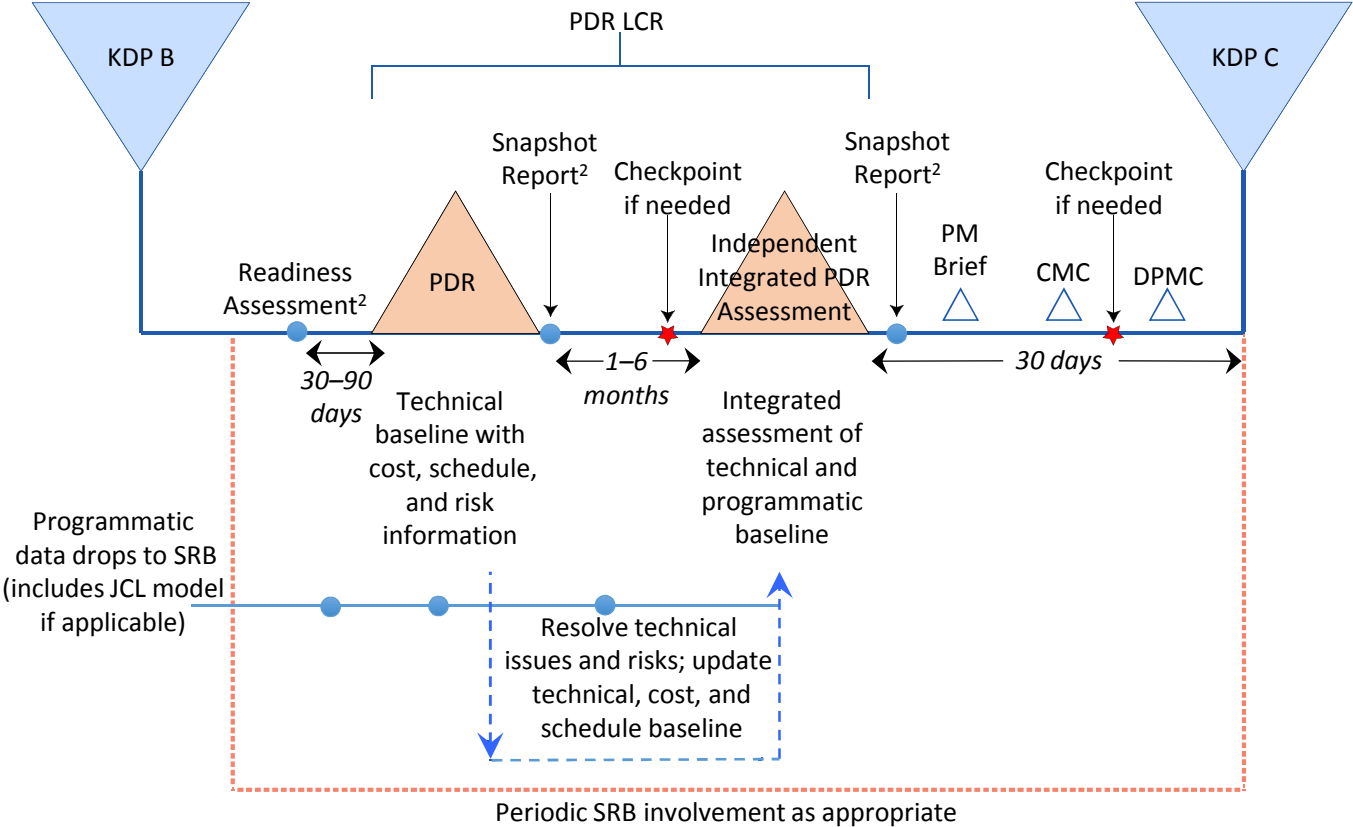 PDR LCR
KDP B
KDP C
Snapshot
Report²
Checkpoint
if needed
Snapshot
Report²
Checkpoint
if needed
Readiness
Assessment²
PDR
Independent
Integrated PDR
Assessment
PM
Brief
CMC
DPMC
30–90
days
1–6
months
30 days
Technical
baseline with
cost, schedule,
and risk
information
Integrated
assessment of
technical and
programmatic
baseline
Programmatic
data drops to SRB
(includes JCL model
if applicable)
Resolve technical
issues and risks; update
technical, cost, and
schedule baseline
Periodic SRB involvement as appropriate